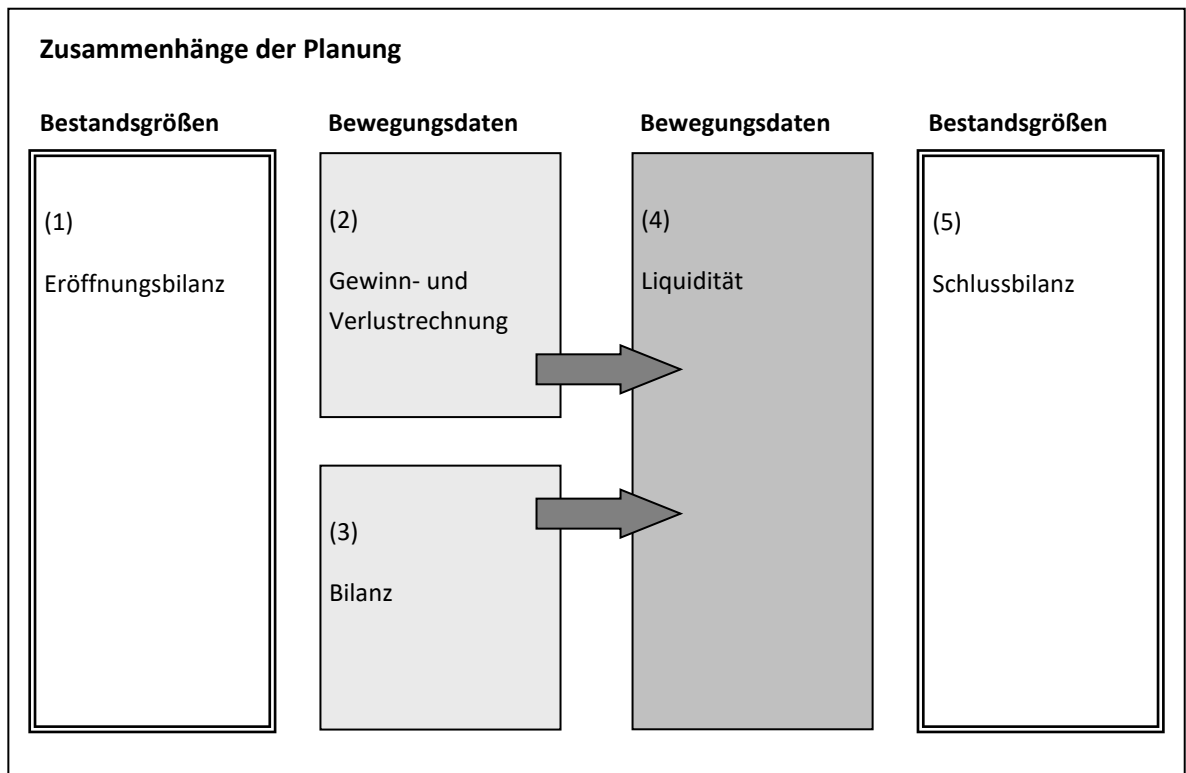 Zusammenhänge der Planung
Bestandsgrößen
Bewegungsdaten
Bewegungsdaten
Bestandsgrößen
(1)
Eröffnungsbilanz
(2)
Gewinn- und
Verlustrechnung
(3)
Bilanz
(4)
Liquidität
(5)
Schlussbilanz